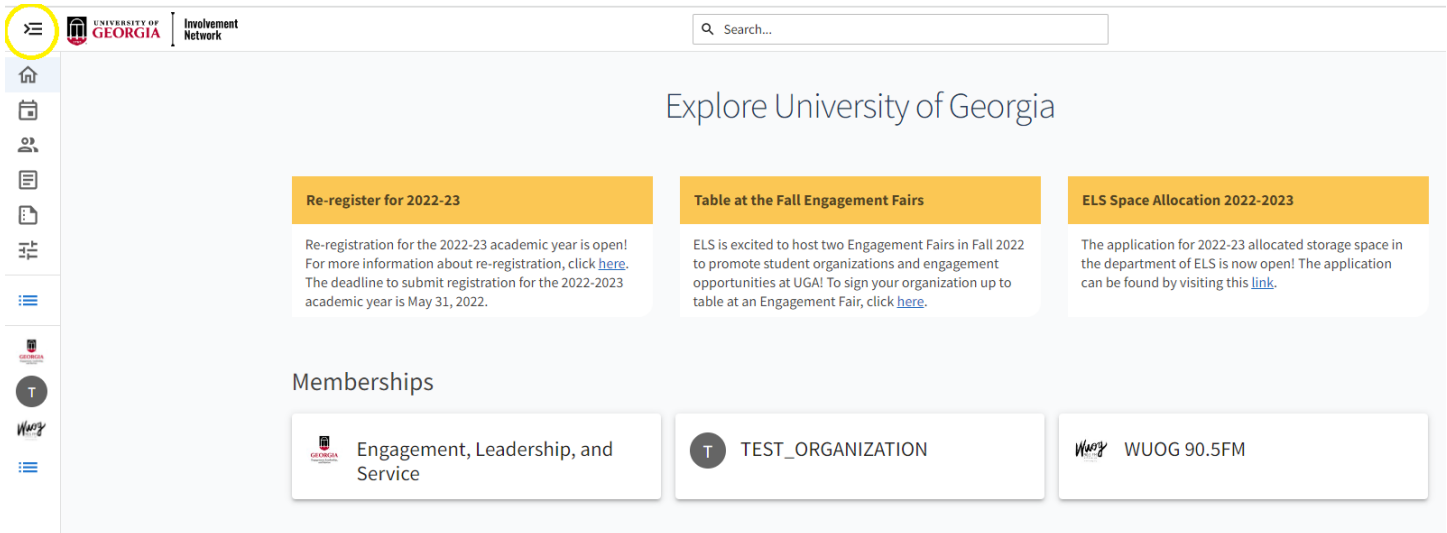 UNIVERSITY OF
GEORGIA
Involvement
Network
Search...
Explore University of Georgia
Re-register for 2022-23
Re-registration for the 2022-23 academic year is open!
For more information about re-registration, click here.
The deadline to submit registration for the 2022-2023
academic year is May 31, 2022.
Table at the Fall Engagement Fairs
ELS is excited to host two Engagement Fairs in Fall 2022
to promote student organizations and engagement
opportunities at UGA! To sign your organization up to
table at an Engagement Fair, click here.
ELS Space Allocation 2022-2023
The application for 2022-23 allocated storage space in
the department of ELS is now open! The application
can be found by visiting this link.
GEORGIA
T
Wuog
Memberships
GEORGIA
Engagement, Leadership, and
Service
T
TEST_ORGANIZATION
Wuog
WUOG 90.5FM